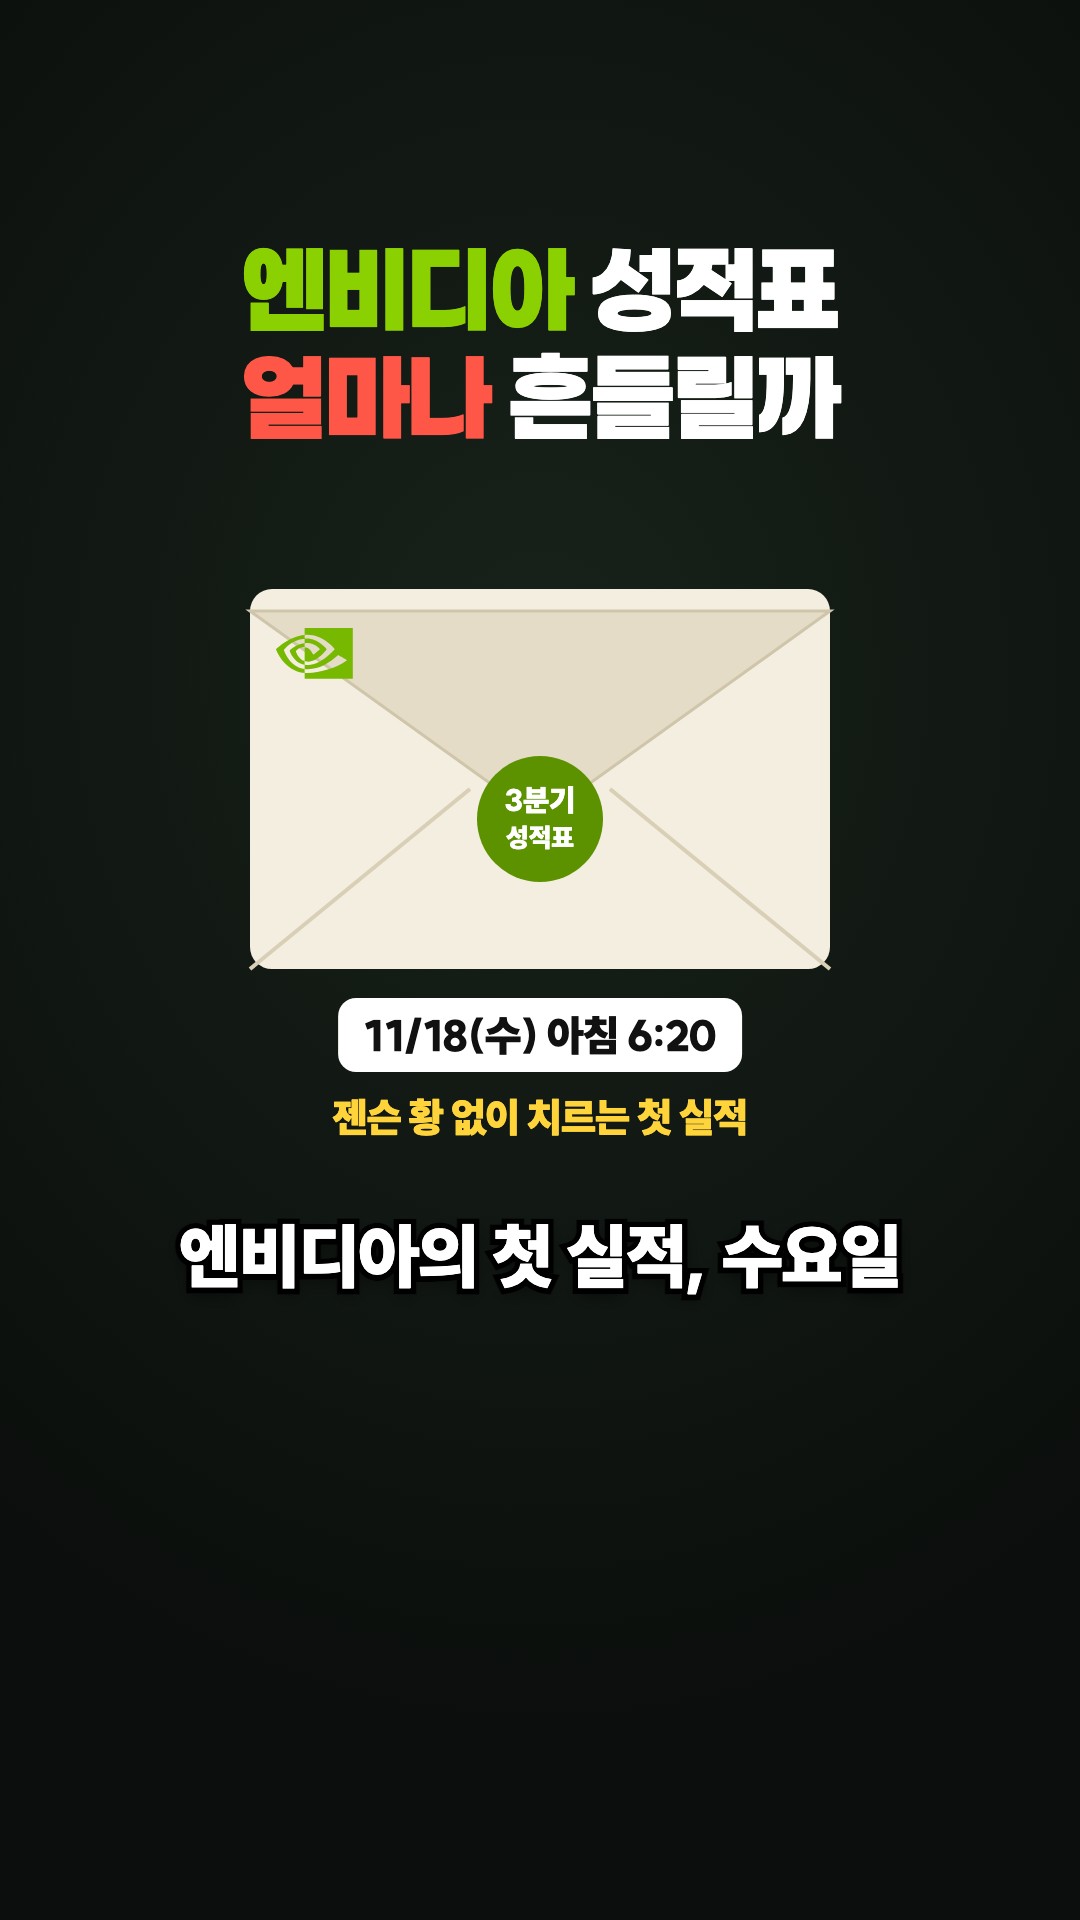 엔비디아 성적표
얼마나 흔들릴까
3분기
성적표
11/18(수) 아침 6:20
젠슨 황 없이 치르는 첫 실적
엔비디아의 첫 실적, 수요일